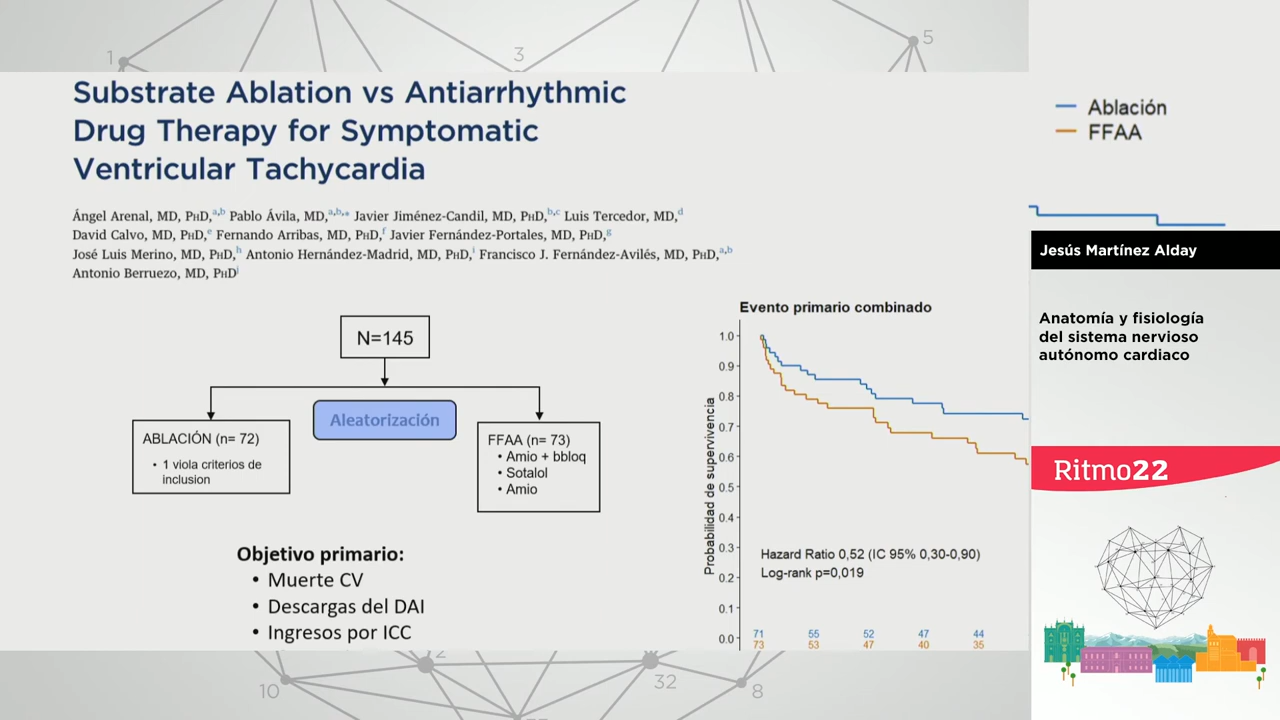 1
3
5
Substrate Ablation vs Antiarrhythmic
Drug Therapy for Symptomatic
Ventricular Tachycardia
Ángel Arenal, MD, PhD,a,b Pablo Ávila, MD,a,b,* Javier Jiménez-Candil, MD, PhD,b,c Luis Tercedor, MD,d
David Calvo, MD, PhD,e Fernando Arribas, MD, PhD,f Javier Fernández-Portales, MD, PhD,g
José Luis Merino, MD, PhD,h Antonio Hernández-Madrid, MD, PhD,i Francisco J. Fernández-Avilés, MD, PhD,a,b
Antonio Berruezo, MD, PhDj
N=145
Aleatorización
ABLACIÓN (n= 72)
• 1 viola criterios de
inclusion
FFAA (n= 73)
• Amio + bbloq
• Sotalol
• Amio
Objetivo primario:
• Muerte CV
• Descargas del DAI
• Ingresos por ICC
Evento primario combinado
Probabilidad de supervivencia
1.0
0.9
0.8
0.7
0.6
0.5
0.4
0.3
0.2
0.1
0.0
Hazard Ratio 0,52 (IC 95% 0,30-0,90)
Log-rank p=0,019
71 55 52 47 44
73 53 47 40 35
10
32
8
Ablación
FFAA
Jesús Martínez Alday
Anatomía y fisiología
del sistema nervioso
autónomo cardiaco
Ritmo22